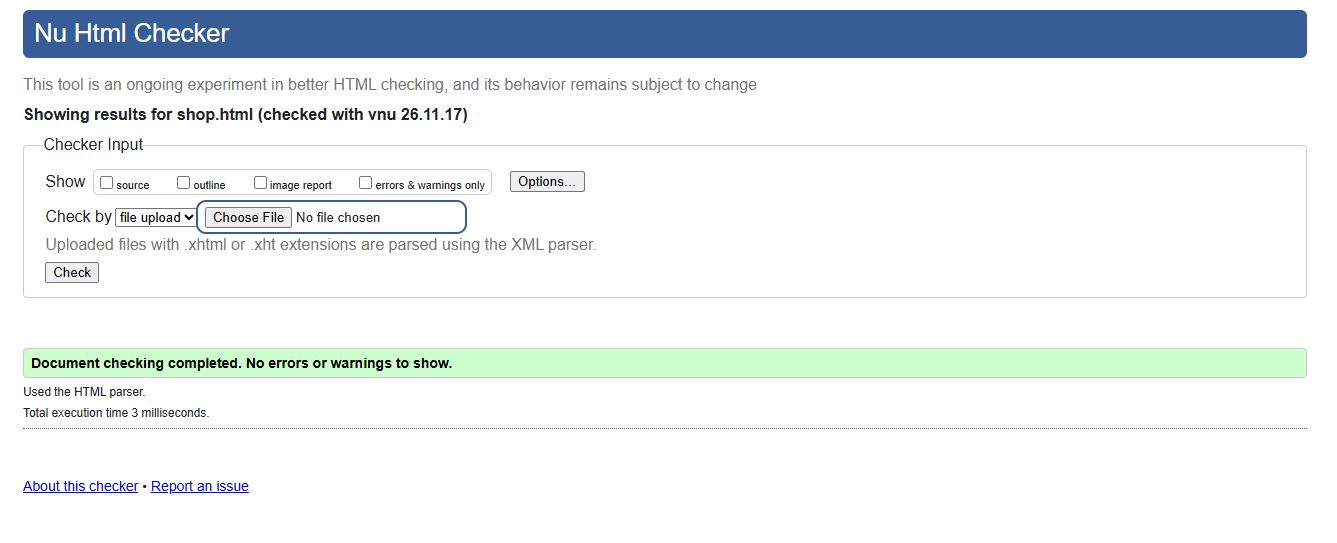 Nu Html Checker
This tool is an ongoing experiment in better HTML checking, and its behavior remains subject to change
Showing results for shop.html (checked with vnu 26.11.17)
Checker Input
Show source outline image report errors & warnings only Options...
Check by file upload Choose File No file chosen
Uploaded files with .xhtml or .xht extensions are parsed using the XML parser.
Check
Document checking completed. No errors or warnings to show.
Used the HTML parser.
Total execution time 3 milliseconds.
About this checker • Report an issue